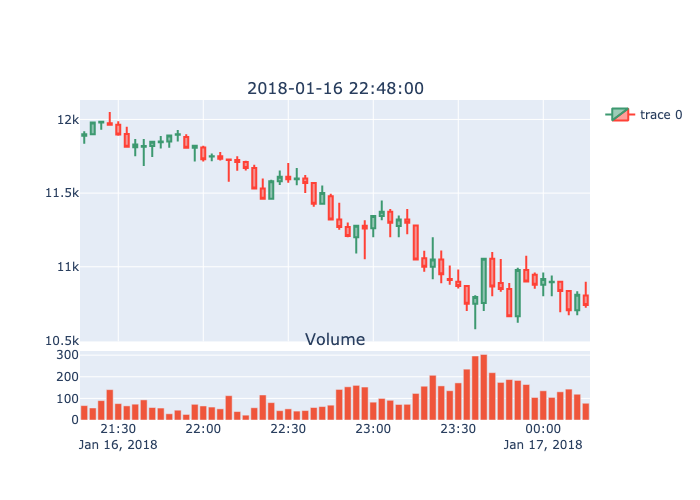 2018-01-16 22:48:00
trace 0
12k
11.5k
11k
10.5k
Volume
300
200
100
0
21:30 22:00 22:30 23:00 23:30 00:00
Jan 16, 2018 Jan 17, 2018